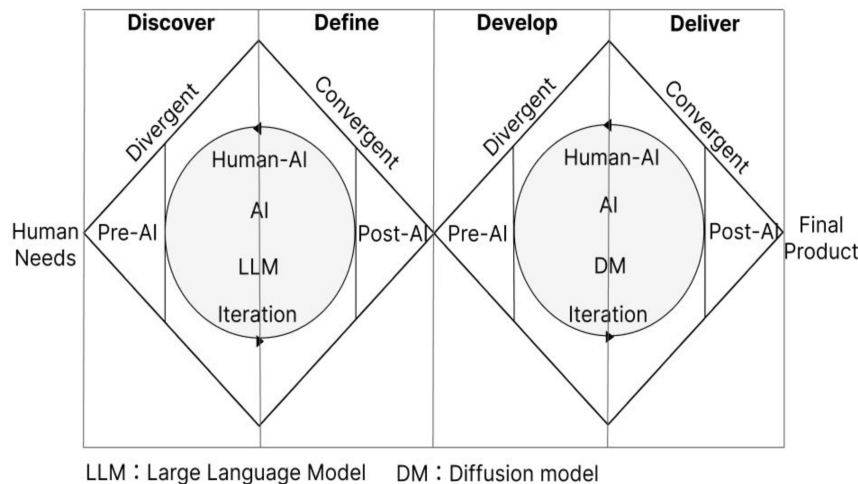 Discover
Define
Develop
Deliver
Divergent
Convergent
Divergent
Convergent
Human-AI
AI
LLM
Iteration
Human-AI
AI
DM
Iteration
Human
Needs
Pre-AI
Post-AI
Pre-AI
Post-AI
Final
Product
LLM：Large Language Model
DM：Diffusion model